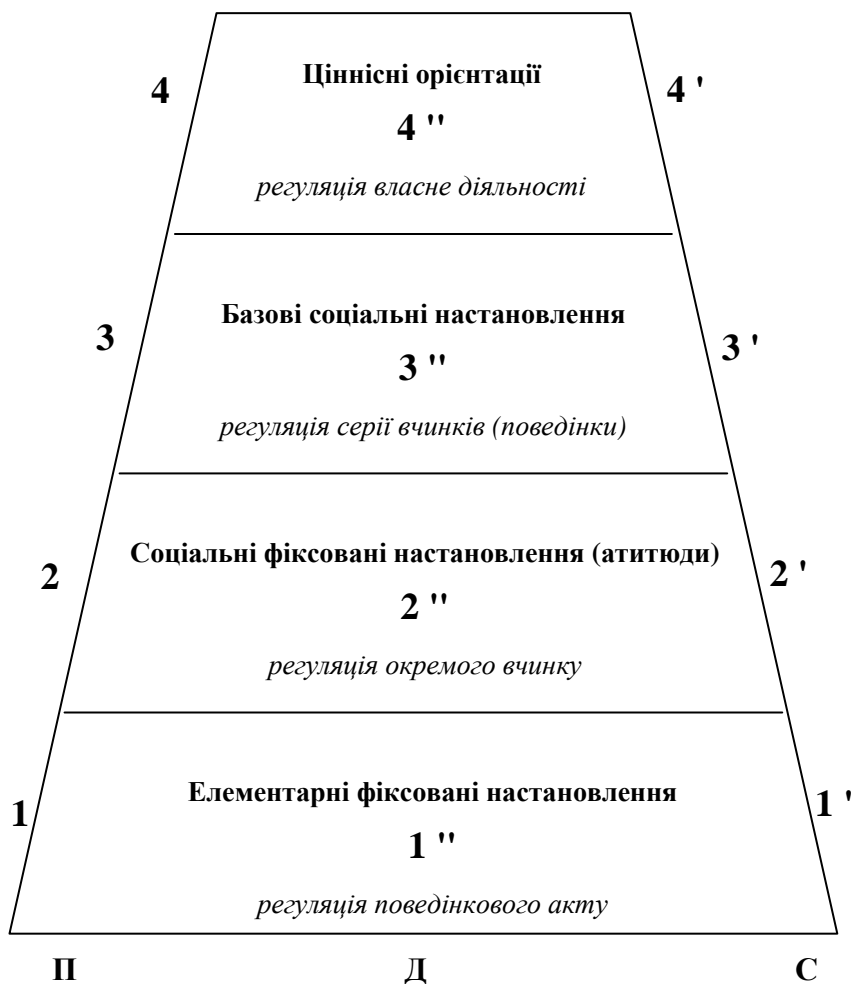 Ціннісні орієнтації
4 4 '' 4 '
регуляція власне діяльності
Базові соціальні настановлення
3 3 '' 3 '
регуляція серії вчинків (поведінки)
Соціальні фіксовані настановлення (атитюди)
2 2 '' 2 '
регуляція окремого вчинку
Елементарні фіксовані настановлення
1 1 '' 1 '
регуляція поведінкового акту
П Д С